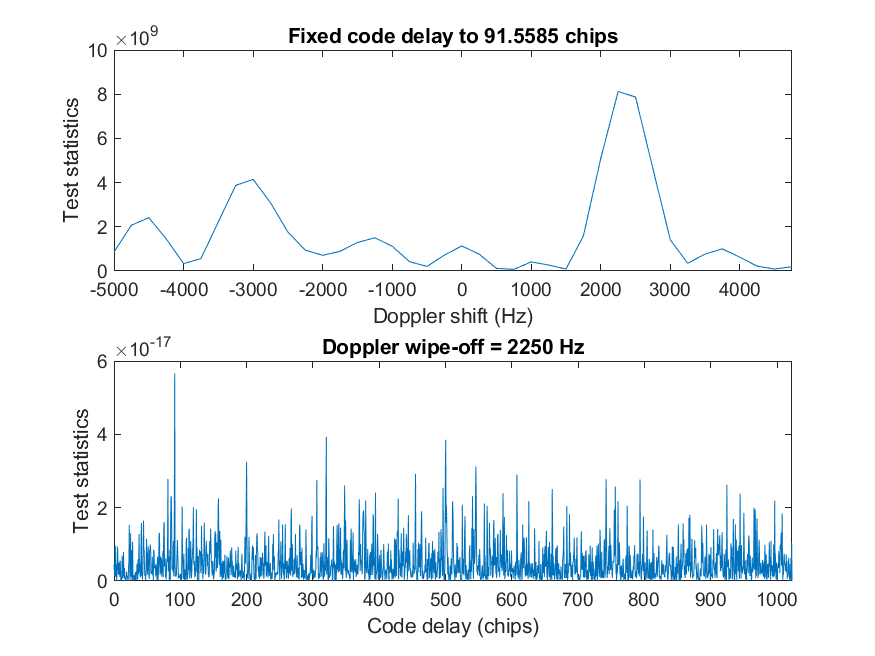 ×10^9
Fixed code delay to 91.5585 chips
10
8
6
4
2
0
Test statistics
-5000 -4000 -3000 -2000 -1000 0 1000 2000 3000 4000
Doppler shift (Hz)
×10^-17
Doppler wipe-off = 2250 Hz
6
4
2
0
Test statistics
0 100 200 300 400 500 600 700 800 900 1000
Code delay (chips)